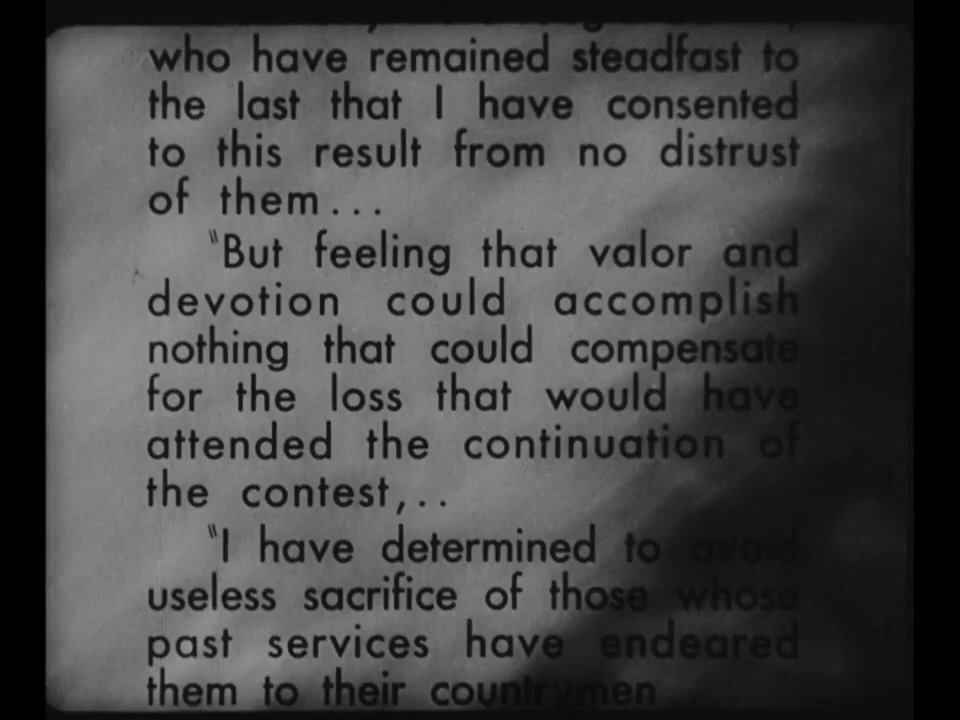 who have remained steadfast to
the last that I have consented
to this result from no distrust
of them...
"But feeling that valor and
devotion could accomplish
nothing that could compensate
for the loss that would have
attended the continuation of
the contest,..
"I have determined to avoid
useless sacrifice of those whose
past services have endeared
them to their countrymen...